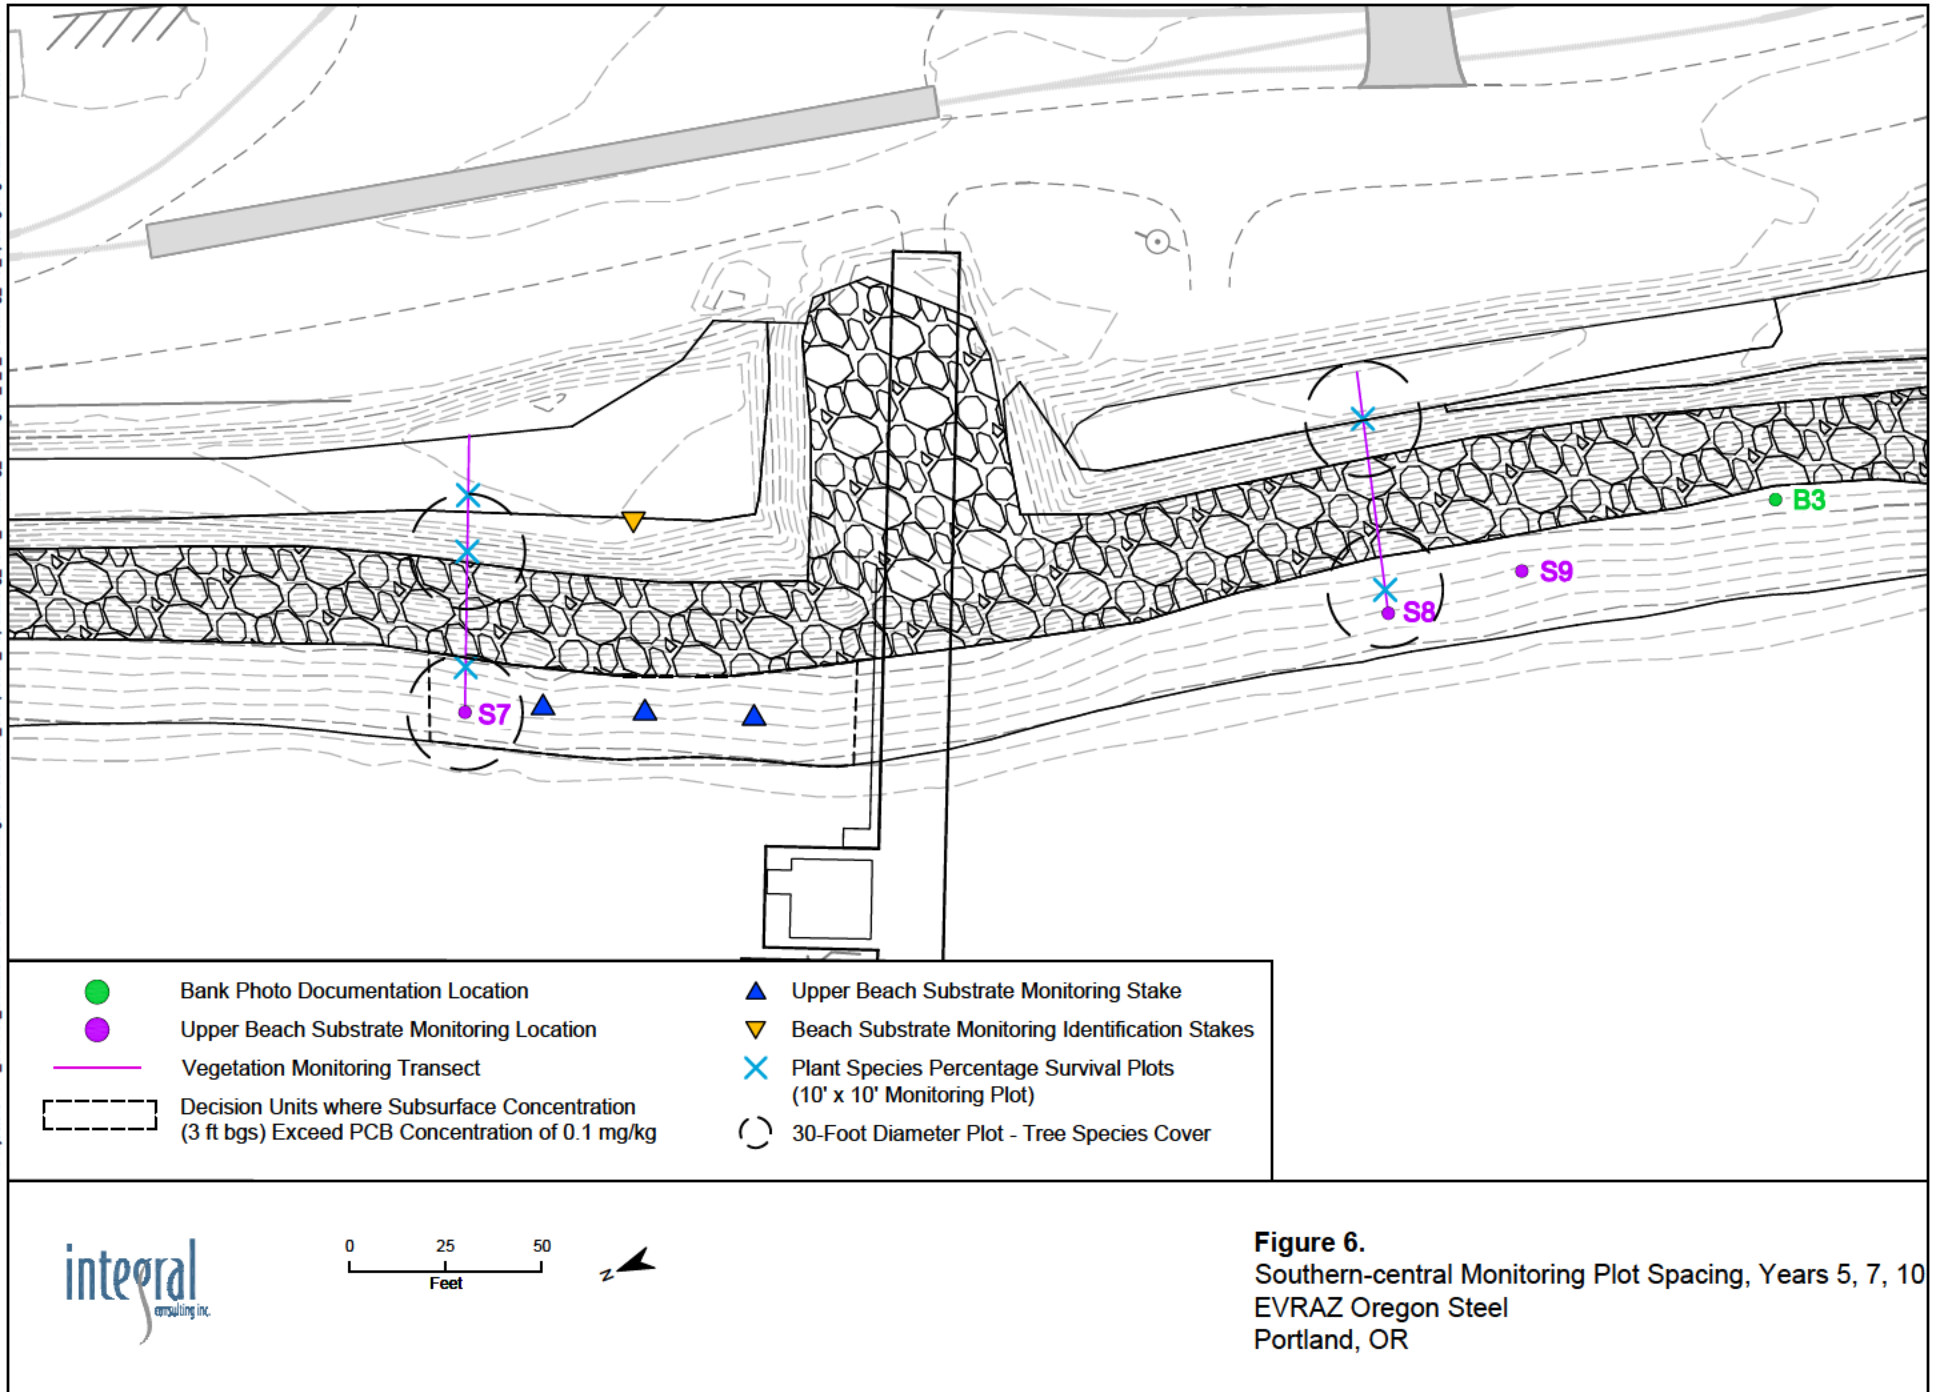 B3
S9
S8
S7
Bank Photo Documentation Location
Upper Beach Substrate Monitoring Location
Vegetation Monitoring Transect
Decision Units where Subsurface Concentration
(3 ft bgs) Exceed PCB Concentration of 0.1 mg/kg
Upper Beach Substrate Monitoring Stake
Beach Substrate Monitoring Identification Stakes
Plant Species Percentage Survival Plots
(10' x 10' Monitoring Plot)
30-Foot Diameter Plot - Tree Species Cover
integral
consulting inc.
0 25 50
Feet
N
Figure 6.
Southern-central Monitoring Plot Spacing, Years 5, 7, 10
EVRAZ Oregon Steel
Portland, OR